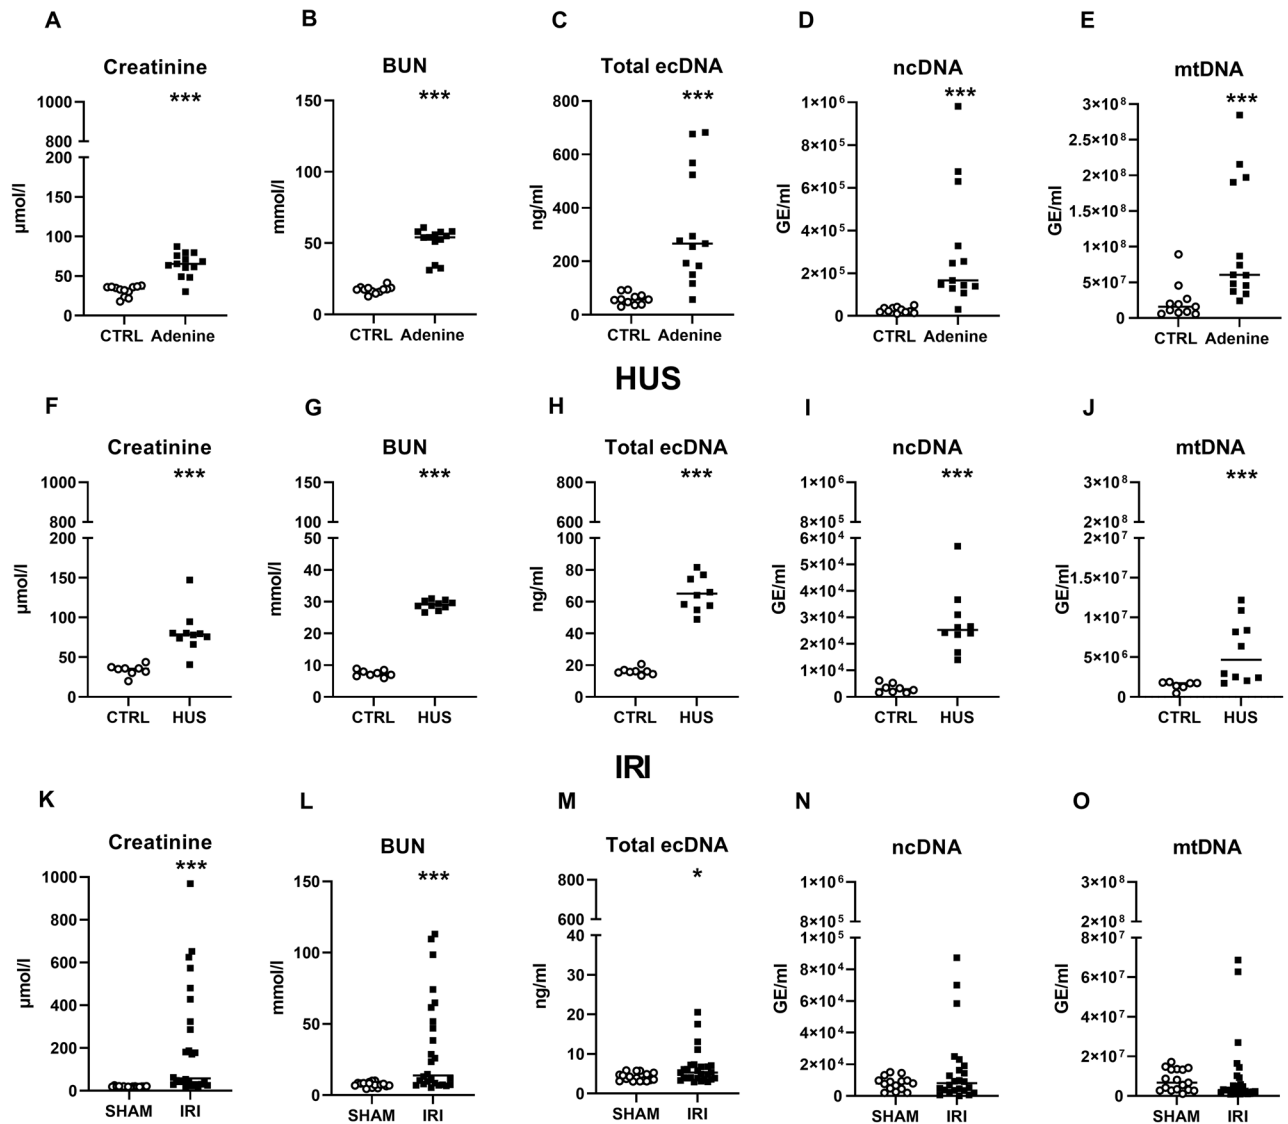 A
B
C
D
E
Creatinine
BUN
Total ecDNA
ncDNA
mtDNA
***
***
***
***
***
1000
800
200
150
100
50
0
µmol/l
CTRL Adenine
150
100
50
0
mmol/l
CTRL Adenine
800
600
400
200
0
ng/ml
CTRL Adenine
1×10⁶
8×10⁵
6×10⁵
4×10⁵
2×10⁵
0
GE/ml
CTRL Adenine
3×10⁸
3×10⁸
2×10⁸
2×10⁸
1×10⁸
5×10⁷
0
GE/ml
CTRL Adenine
HUS
F
G
H
I
J
Creatinine
BUN
Total ecDNA
ncDNA
mtDNA
***
***
***
***
***
1000
800
200
150
100
50
0
µmol/l
CTRL HUS
150
100
50
40
30
20
10
0
mmol/l
CTRL HUS
800
600
100
80
60
40
20
0
ng/ml
CTRL HUS
1×10⁶
8×10⁵
6×10⁴
5×10⁴
4×10⁴
3×10⁴
2×10⁴
1×10⁴
0
GE/ml
CTRL HUS
3×10⁸
2×10⁸
2×10⁷
2×10⁷
1×10⁷
5×10⁶
0
GE/ml
CTRL HUS
IRI
K
L
M
N
O
Creatinine
BUN
Total ecDNA
ncDNA
mtDNA
***
***
*
1000
800
600
400
200
0
µmol/l
SHAM IRI
150
100
50
0
mmol/l
SHAM IRI
800
600
40
30
20
10
0
ng/ml
SHAM IRI
1×10⁶
8×10⁵
1×10⁵
8×10⁴
6×10⁴
4×10⁴
2×10⁴
0
GE/ml
SHAM IRI
3×10⁸
2×10⁸
8×10⁷
6×10⁷
4×10⁷
2×10⁷
0
GE/ml
SHAM IRI